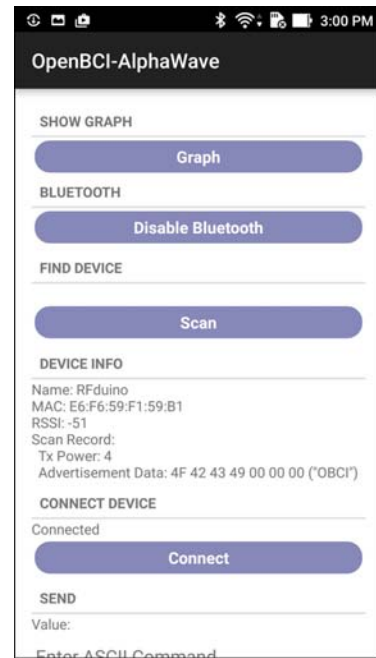 3:00 PM
OpenBCI-AlphaWave
SHOW GRAPH
Graph
BLUETOOTH
Disable Bluetooth
FIND DEVICE
Scan
DEVICE INFO
Name: RFduino
MAC: E6:F6:59:F1:59:B1
RSSI: -51
Scan Record:
Tx Power: 4
Advertisement Data: 4F 42 43 49 00 00 00 ("OBCI")
CONNECT DEVICE
Connected
Connect
SEND
Value:
Enter ASCII Command